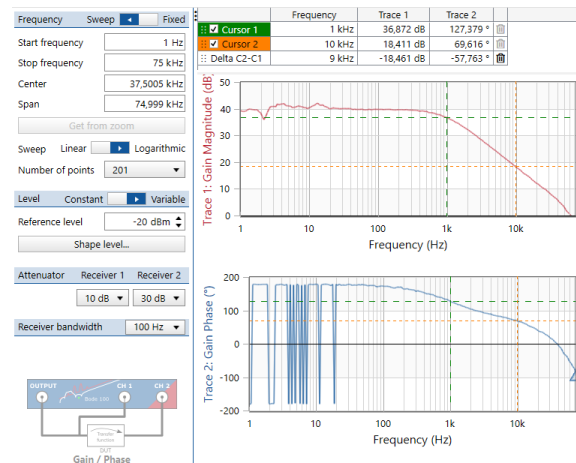 Frequency Sweep Fixed
Start frequency 1 Hz
Stop frequency 75 kHz
Center 37,5005 kHz
Span 74,999 kHz
Get from zoom
Sweep Linear Logarithmic
Number of points 201
Level Constant Variable
Reference level -20 dBm
Shape level...
Attenuator Receiver 1 Receiver 2
10 dB 30 dB
Receiver bandwidth 100 Hz
OUTPUT CH 1 CH 2
Bode 100
Transfer
function
DUT
Gain / Phase
Frequency Trace 1 Trace 2
Cursor 1 1 kHz 36,872 dB 127,379 °
Cursor 2 10 kHz 18,411 dB 69,616 °
Delta C2-C1 9 kHz -18,461 dB -57,763 °
Trace 1: Gain Magnitude (dB)
50
40
30
20
10
0
1 10 100 1k 10k
Frequency (Hz)
Trace 2: Gain Phase (°)
200
100
0
-100
-200
1 10 100 1k 10k
Frequency (Hz)